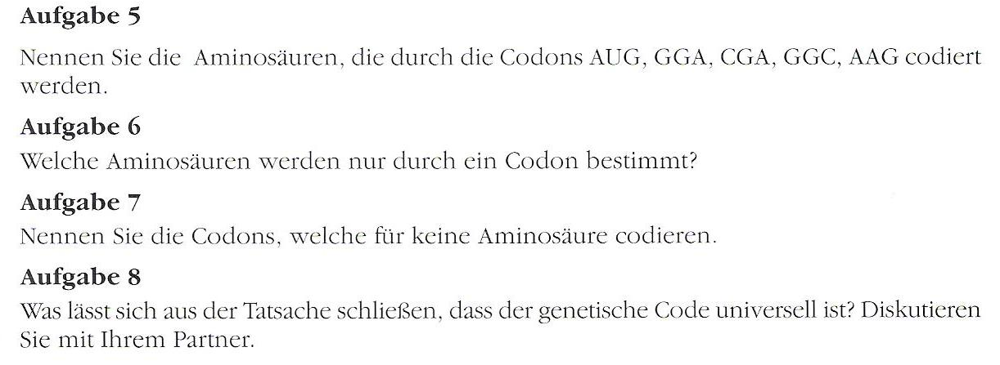 Aufgabe 5
Nennen Sie die Aminosäuren, die durch die Codons AUG, GGA, CGA, GGC, AAG codiert
werden.
Aufgabe 6
Welche Aminosäuren werden nur durch ein Codon bestimmt?
Aufgabe 7
Nennen Sie die Codons, welche für keine Aminosäure codieren.
Aufgabe 8
Was lässt sich aus der Tatsache schließen, dass der genetische Code universell ist? Diskutieren
Sie mit Ihrem Partner.